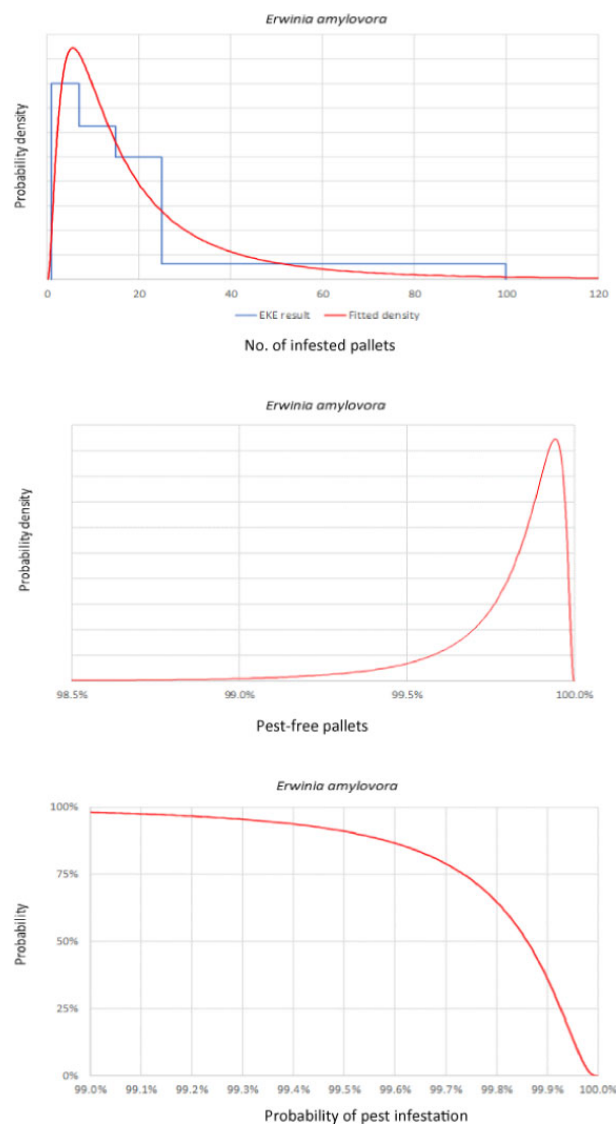 Erwinia amylovora
Probability density
0 20 40 60 80 100 120
EKE result Fitted density
No. of infested pallets
Erwinia amylovora
Probability density
98.5% 99.0% 99.5% 100.0%
Pest-free pallets
Erwinia amylovora
100%
75%
Probability
50%
25%
0%
99.0% 99.1% 99.2% 99.3% 99.4% 99.5% 99.6% 99.7% 99.8% 99.9% 100.0%
Probability of pest infestation